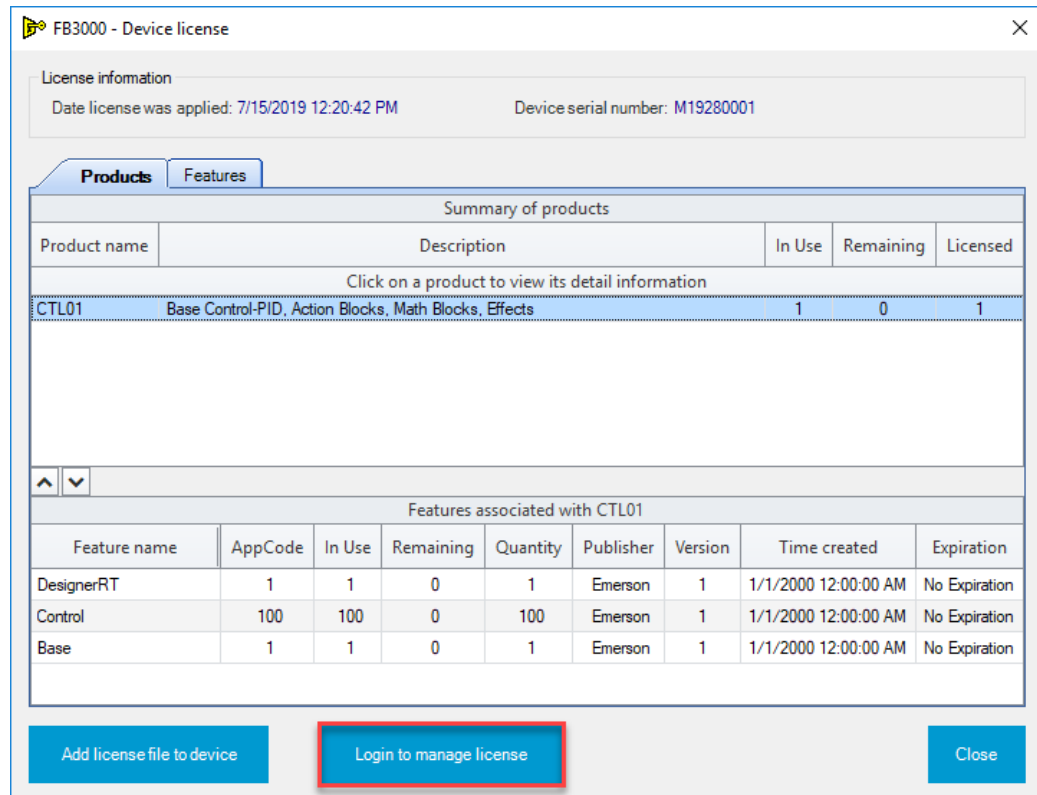 FB3000 - Device license
License information
Date license was applied: 7/15/2019 12:20:42 PM Device serial number: M19280001
Products Features
Summary of products
Product name Description In Use Remaining Licensed
Click on a product to view its detail information
CTL01 Base Control-PID, Action Blocks, Math Blocks, Effects 1 0 1
Features associated with CTL01
Feature name AppCode In Use Remaining Quantity Publisher Version Time created Expiration
DesignerRT 1 1 0 1 Emerson 1 1/1/2000 12:00:00 AM No Expiration
Control 100 100 0 100 Emerson 1 1/1/2000 12:00:00 AM No Expiration
Base 1 1 0 1 Emerson 1 1/1/2000 12:00:00 AM No Expiration
Add license file to device Login to manage license Close